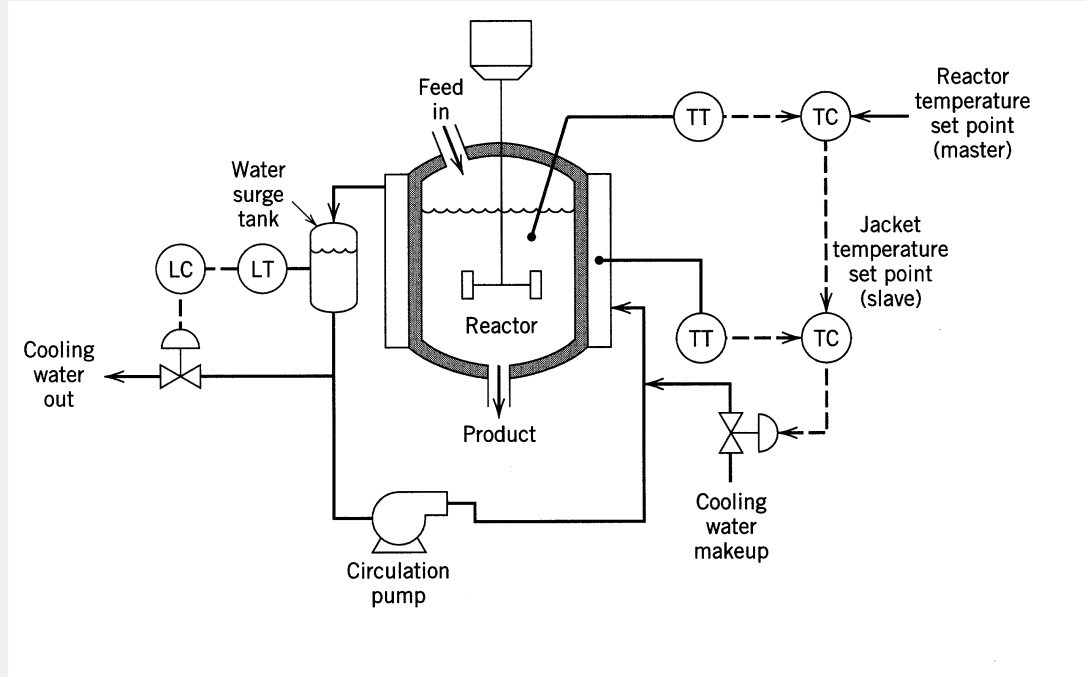 Feed
in
TT
TC
Reactor
temperature
set point
(master)
Water
surge
tank
LC
LT
Jacket
temperature
set point
(slave)
Reactor
TT
TC
Cooling
water
out
Product
Cooling
water
makeup
Circulation
pump